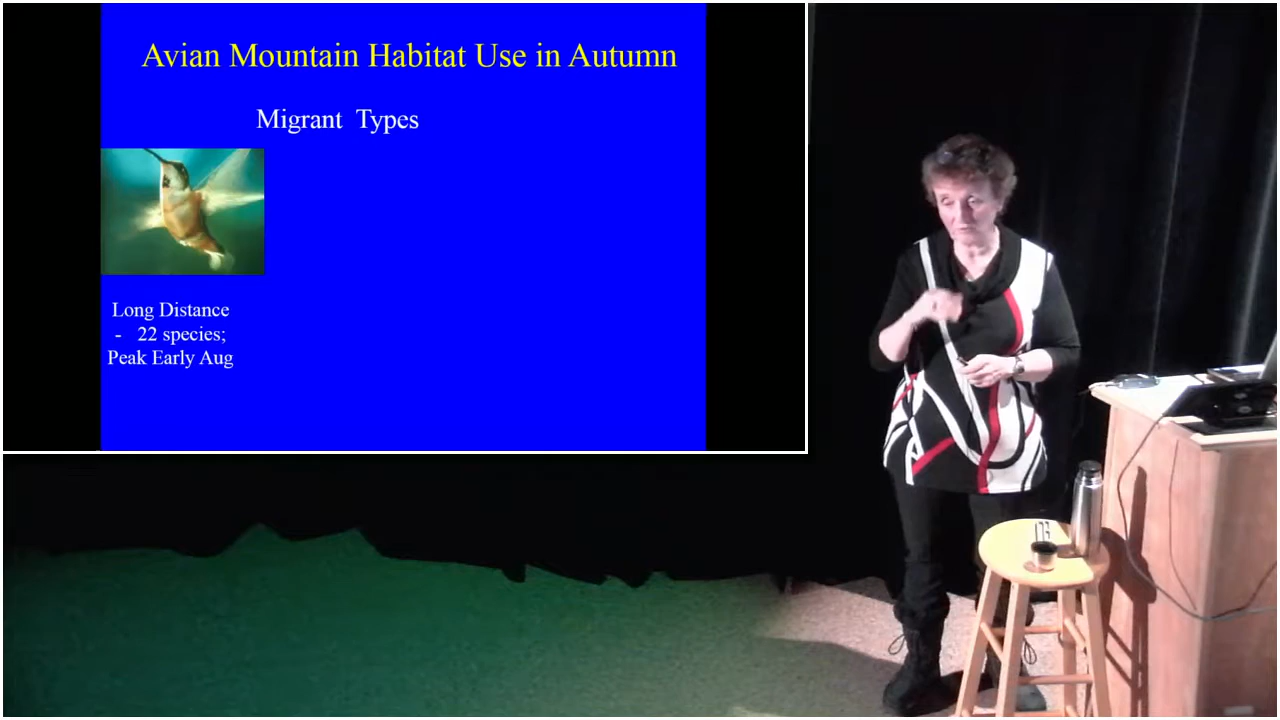 Avian Mountain Habitat Use in Autumn
Migrant Types
Long Distance
- 22 species;
Peak Early Aug